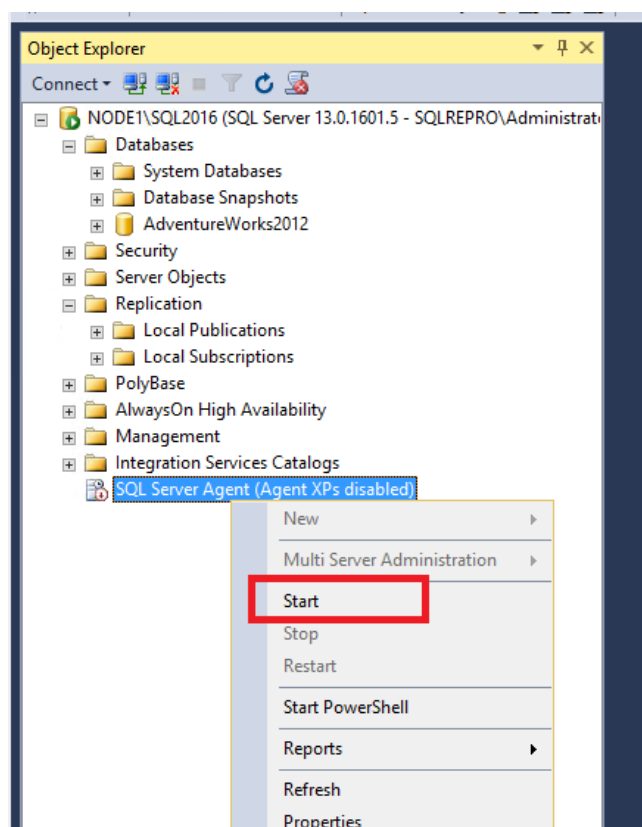 Object Explorer
Connect
NODE1\SQL2016 (SQL Server 13.0.1601.5 - SQLREPRO\Administrat
Databases
System Databases
Database Snapshots
AdventureWorks2012
Security
Server Objects
Replication
Local Publications
Local Subscriptions
PolyBase
AlwaysOn High Availability
Management
Integration Services Catalogs
SQL Server Agent (Agent XPs disabled)
New
Multi Server Administration
Start
Stop
Restart
Start PowerShell
Reports
Refresh
Properties